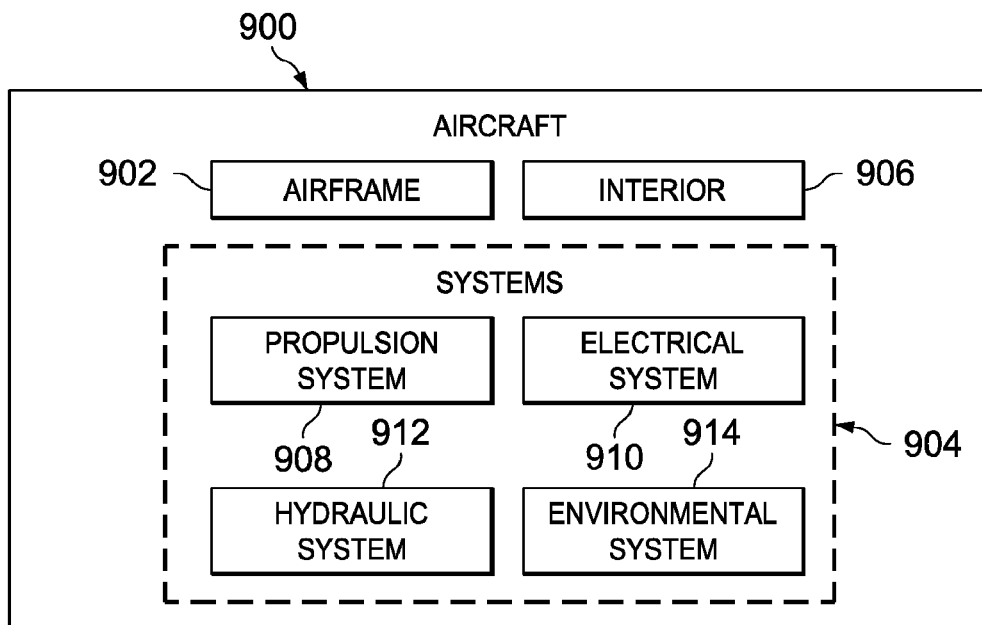 900
AIRCRAFT
902
AIRFRAME
INTERIOR
906
SYSTEMS
PROPULSION
SYSTEM
ELECTRICAL
SYSTEM
908
912
910
914
904
HYDRAULIC
SYSTEM
ENVIRONMENTAL
SYSTEM